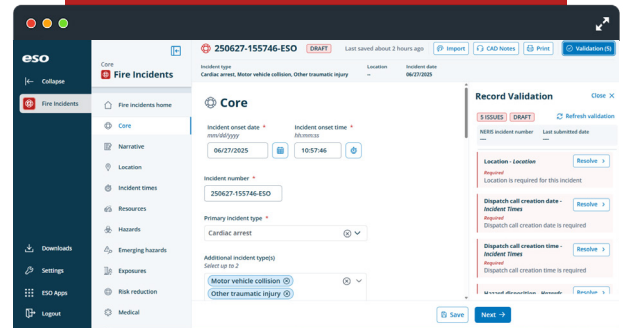 eso
Collapse
Fire Incidents
Downloads
Settings
ESO Apps
Logout
Core
Fire Incidents
Fire incidents home
Core
Narrative
Location
Incident times
Resources
Hazards
Emerging hazards
Exposures
Risk reduction
Medical
250627-155746-ESO DRAFT Last saved about 2 hours ago Import CAD Notes Print Validation (5)
Incident type Location Incident date
Cardiac arrest, Motor vehicle collision, Other traumatic injury -- 06/27/2025
Core
Incident onset date * Incident onset time *
mm/dd/yyyy hh:mm:ss
06/27/2025 10:57:46
Incident number *
250627-155746-ESO
Primary incident type *
Cardiac arrest
Additional incident type(s)
Select up to 2
Motor vehicle collision
Other traumatic injury
Save Next
Record Validation Close
5 ISSUES DRAFT Refresh validation
NERIS incident number Last submitted date
— —
Location - Location Resolve
Required
Location is required for this incident
Dispatch call creation date - Resolve
Incident Times
Required
Dispatch call creation date is required
Dispatch call creation time - Resolve
Incident Times
Required
Dispatch call creation time is required
Hazard disposition - Hazards Resolve